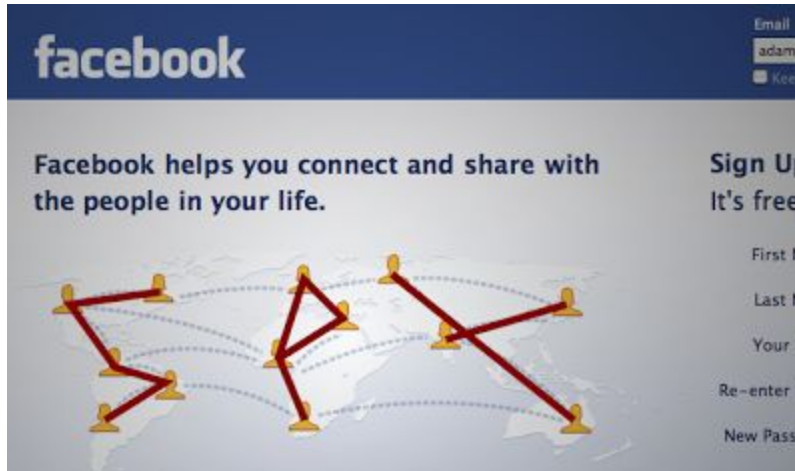 facebook
Email
adam
Facebook helps you connect and share with
the people in your life.
Sign U
It's free
First
Last
Your
Re-enter
New Pass